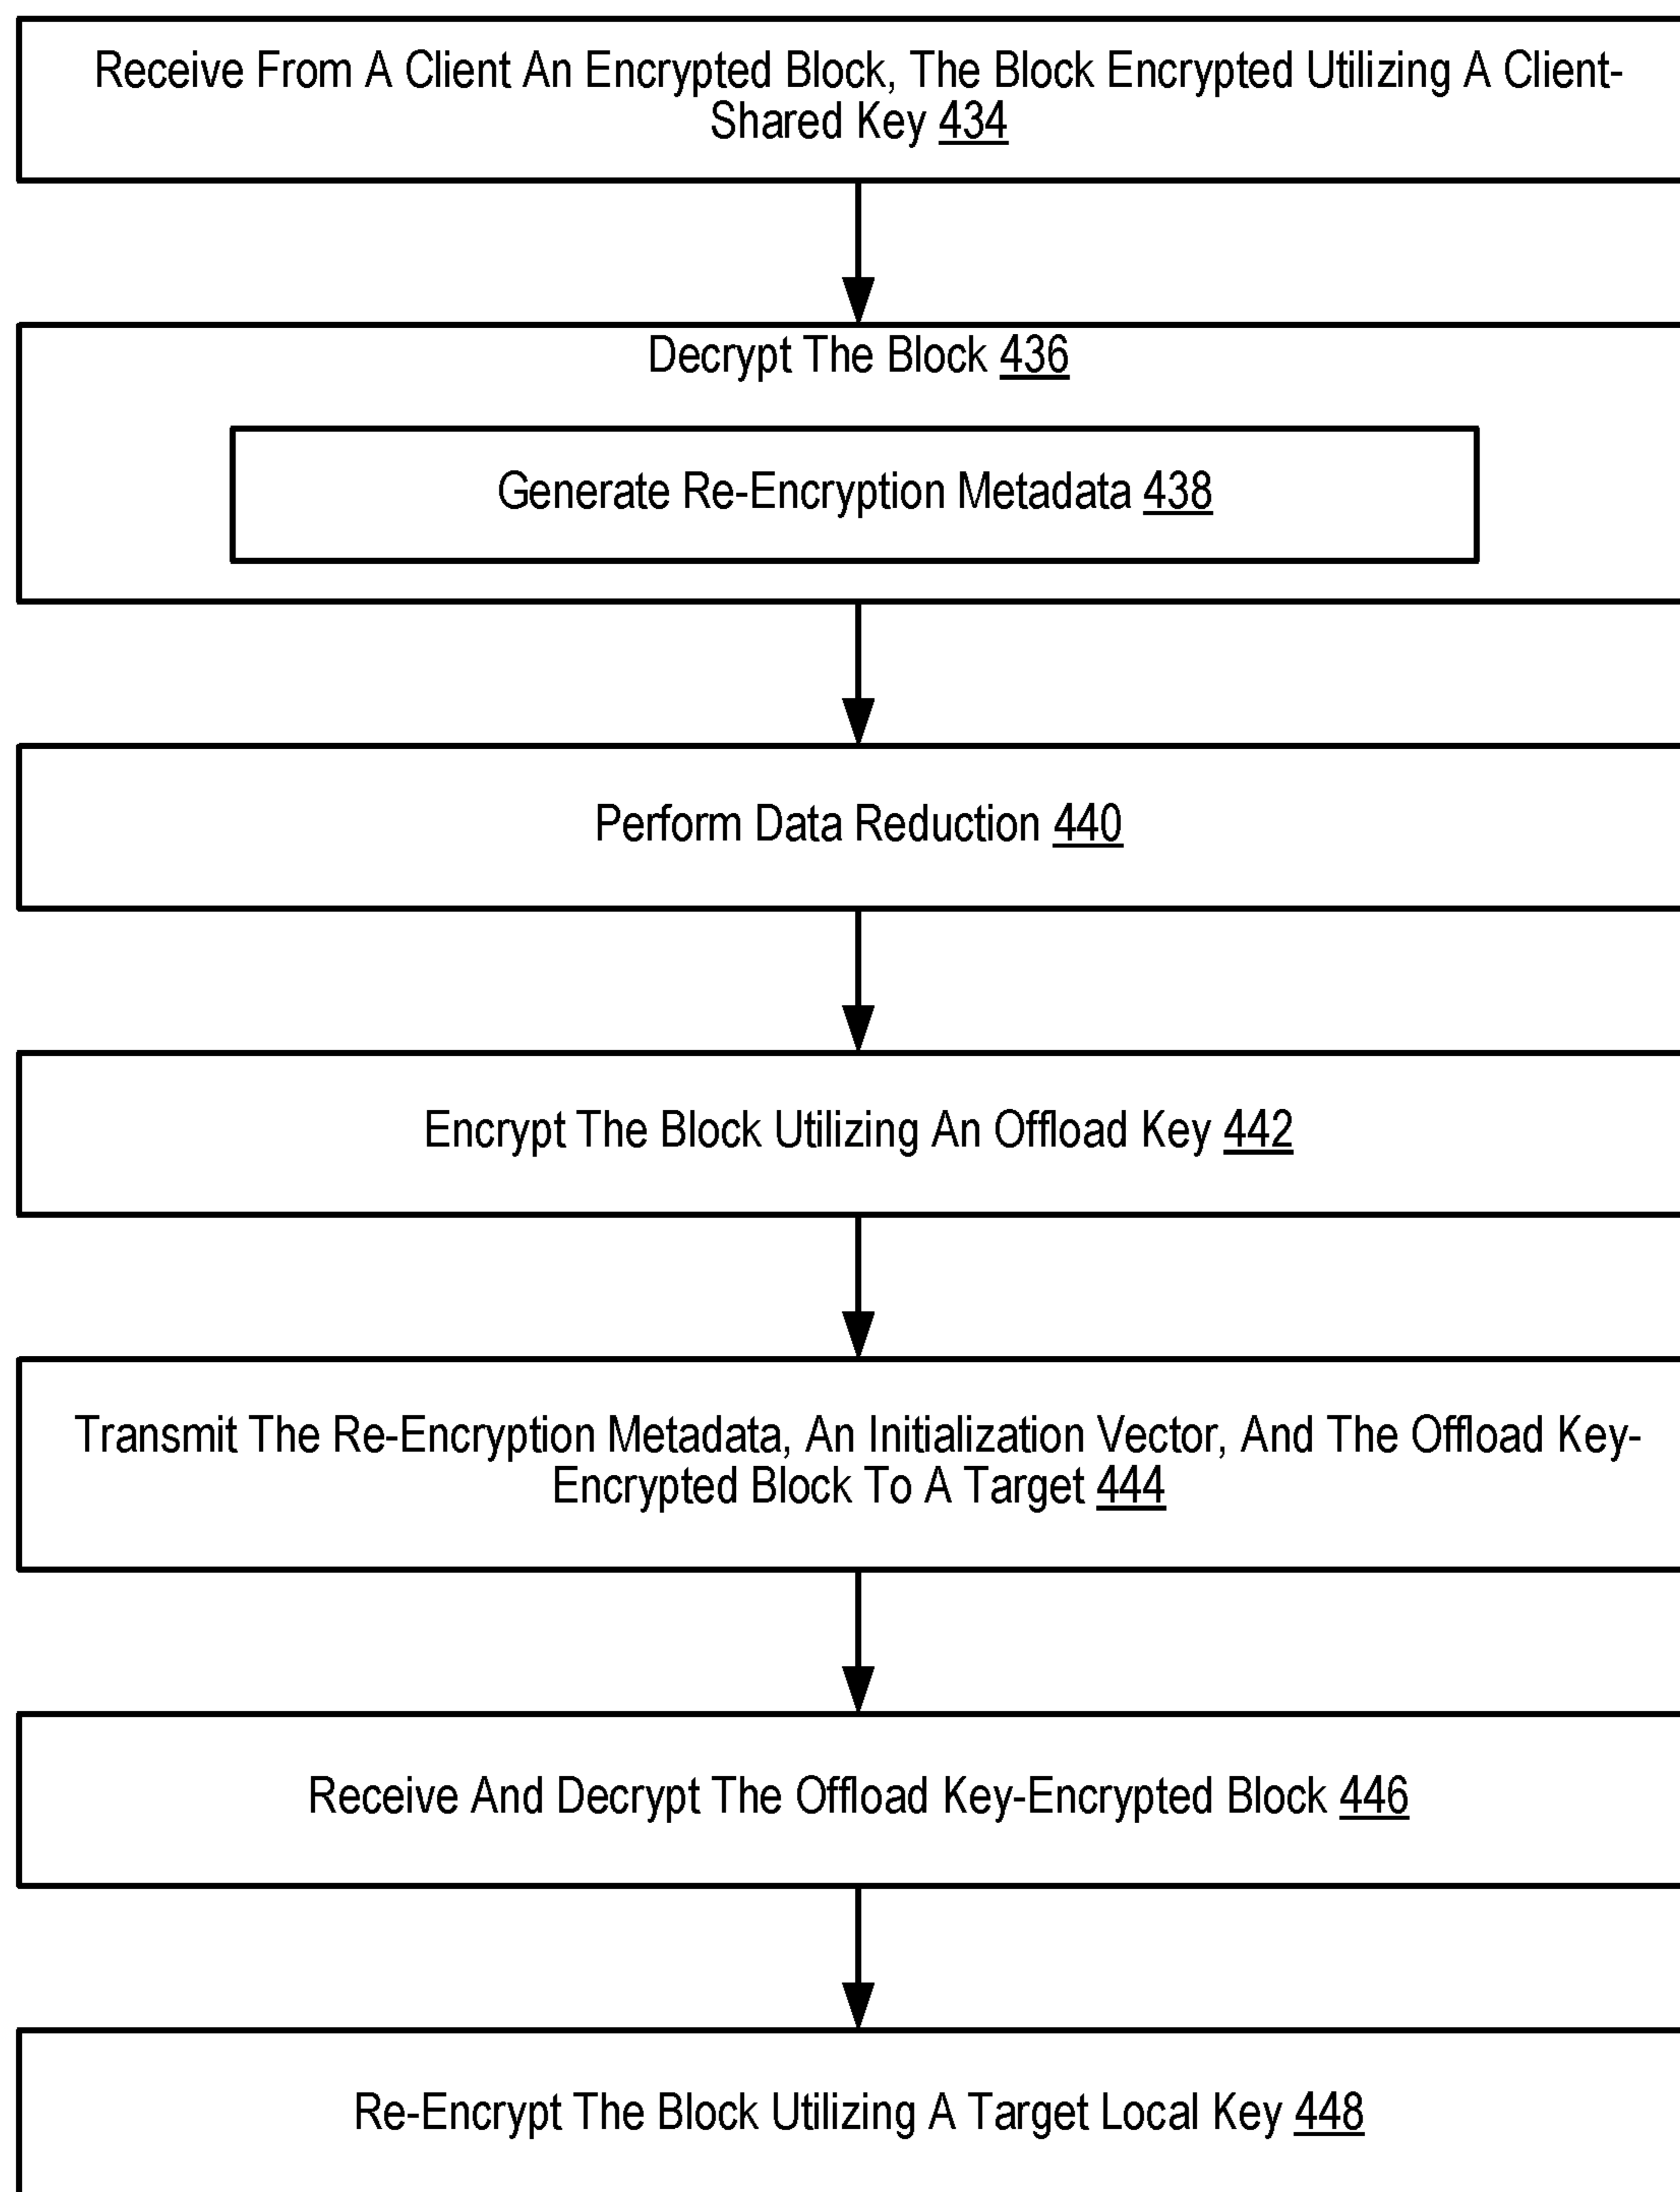 Receive From A Client An Encrypted Block, The Block Encrypted Utilizing A Client-
Shared Key 434
Decrypt The Block 436
Generate Re-Encryption Metadata 438
Perform Data Reduction 440
Encrypt The Block Utilizing An Offload Key 442
Transmit The Re-Encryption Metadata, An Initialization Vector, And The Offload Key-
Encrypted Block To A Target 444
Receive And Decrypt The Offload Key-Encrypted Block 446
Re-Encrypt The Block Utilizing A Target Local Key 448